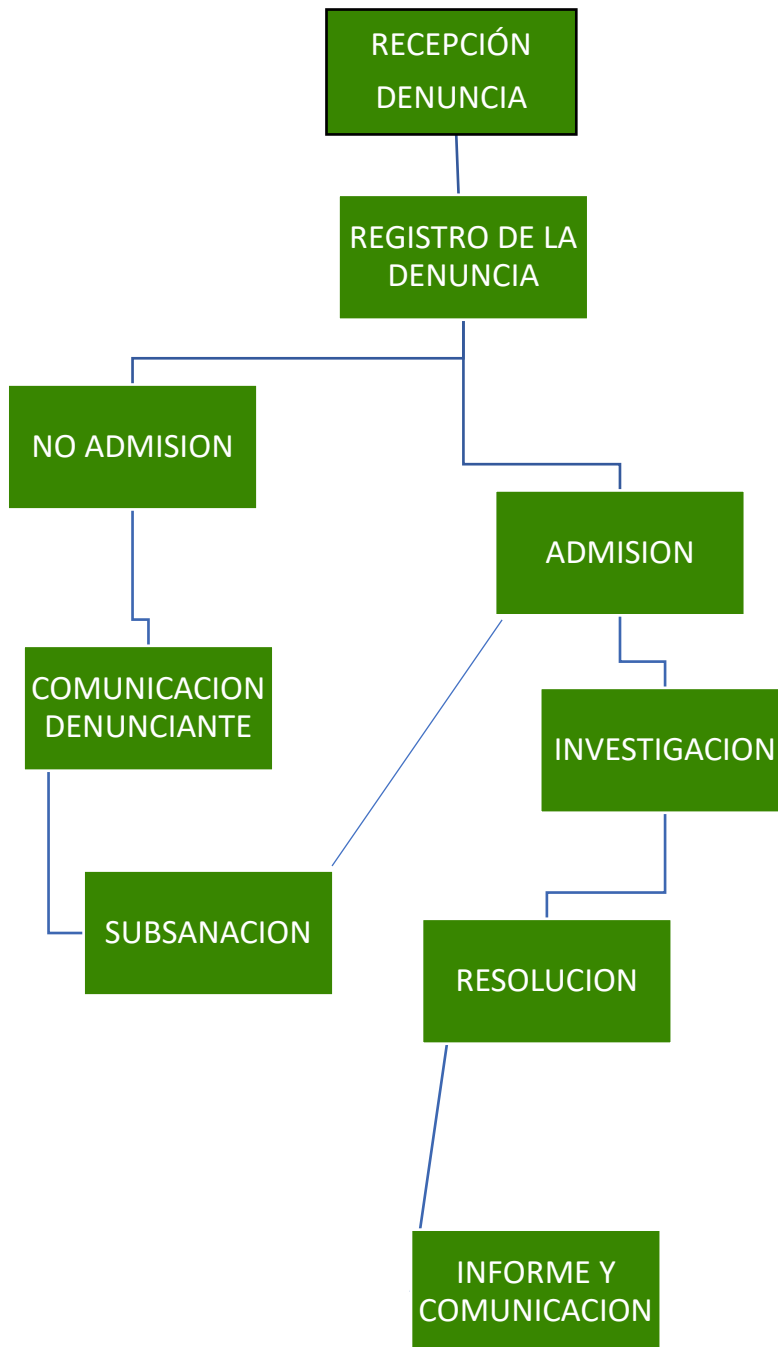 RECEPCIÓN
DENUNCIA
REGISTRO DE LA
DENUNCIA
NO ADMISION
ADMISION
COMUNICACION
DENUNCIANTE
INVESTIGACION
SUBSANACION
RESOLUCION
INFORME Y
COMUNICACION